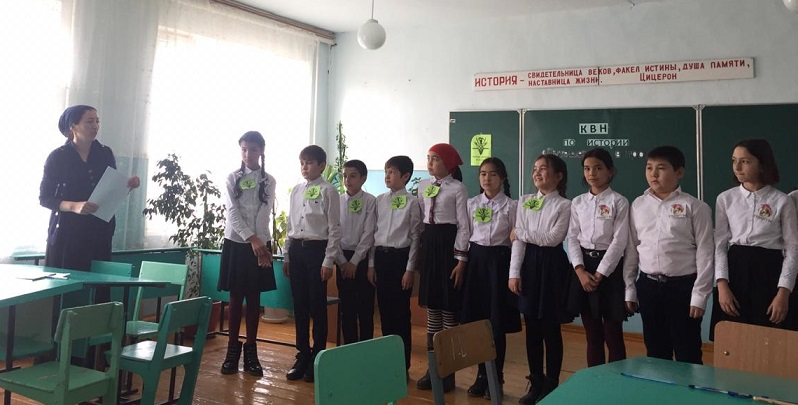 ИСТОРИЯ – СВИДЕТЕЛЬНИЦА ВЕКОВ, ФАКЕЛ ИСТИНЫ, ДУША ПАМЯТИ,
НАСТАВНИЦА ЖИЗНИ. ЦИЦЕРОН
КВН
ПО ИСТОРИИ